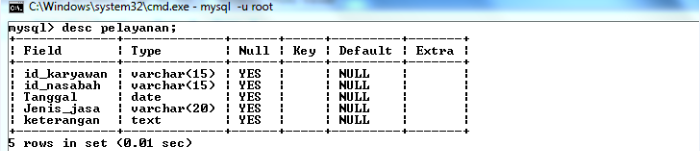 C:\Windows\system32\cmd.exe - mysql  -u root
mysql> desc pelayanan;
+-------------+-------------+------+-----+---------+-------+
| Field       | Type        | Null | Key | Default | Extra |
+-------------+-------------+------+-----+---------+-------+
| id_karyawan | varchar(15) | YES  |     | NULL    |       |
| id_nasabah  | varchar(15) | YES  |     | NULL    |       |
| Tanggal     | date        | YES  |     | NULL    |       |
| Jenis_jasa  | varchar(20) | YES  |     | NULL    |       |
| keterangan  | text        | YES  |     | NULL    |       |
+-------------+-------------+------+-----+---------+-------+
5 rows in set (0.01 sec)